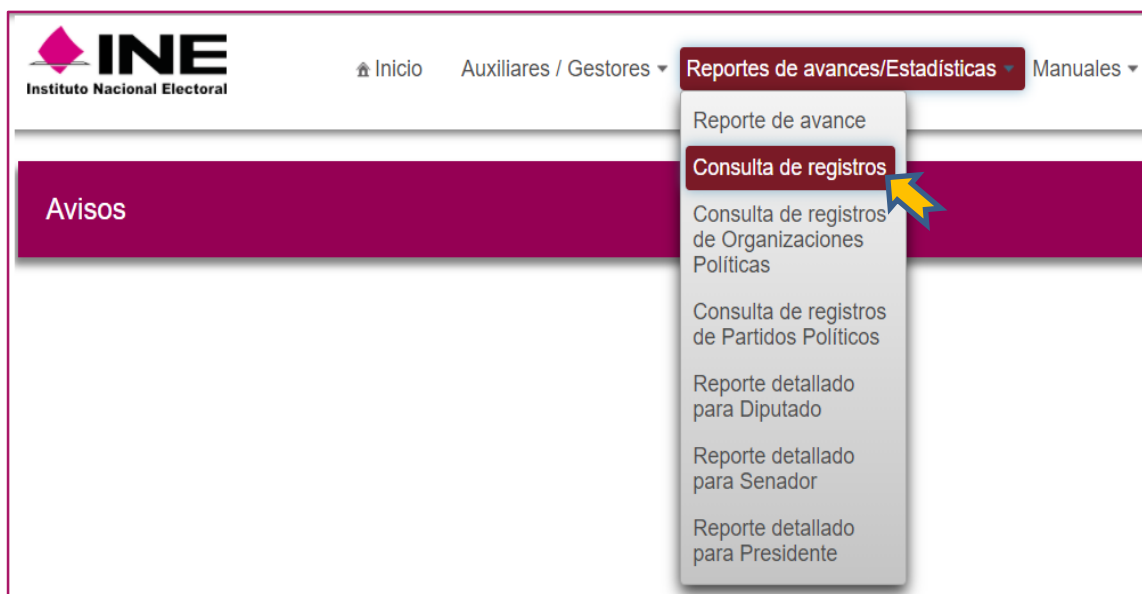 INE
Instituto Nacional Electoral
Inicio
Auxiliares / Gestores
Reportes de avances/Estadísticas
Manuales
Reporte de avance
Consulta de registros
Avisos
Consulta de registros
de Organizaciones
Políticas
Consulta de registros
de Partidos Políticos
Reporte detallado
para Diputado
Reporte detallado
para Senador
Reporte detallado
para Presidente